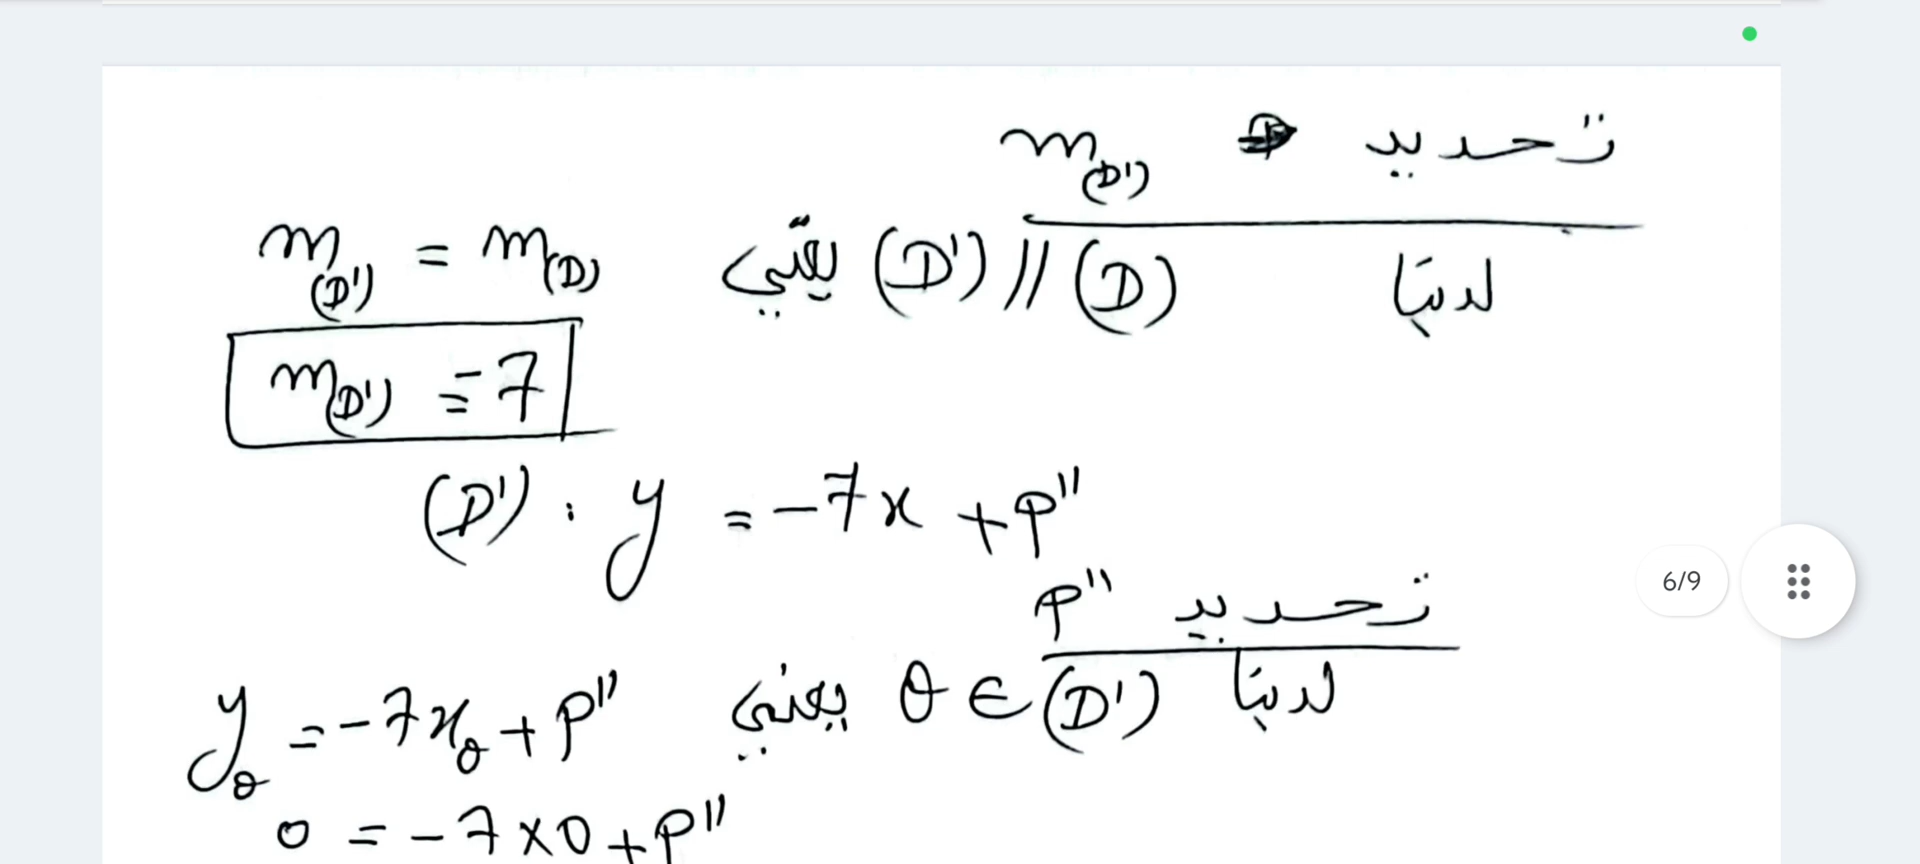 تحديد m(D')
لدينا (D) // (D') يعني m(D') = m(D)
m(D') = -7
(D') : y = -7x + p"
تحديد p"
6/9
لدينا O ∈ (D') يعني y_O = -7x_O + p"
0 = -7×0 + p"